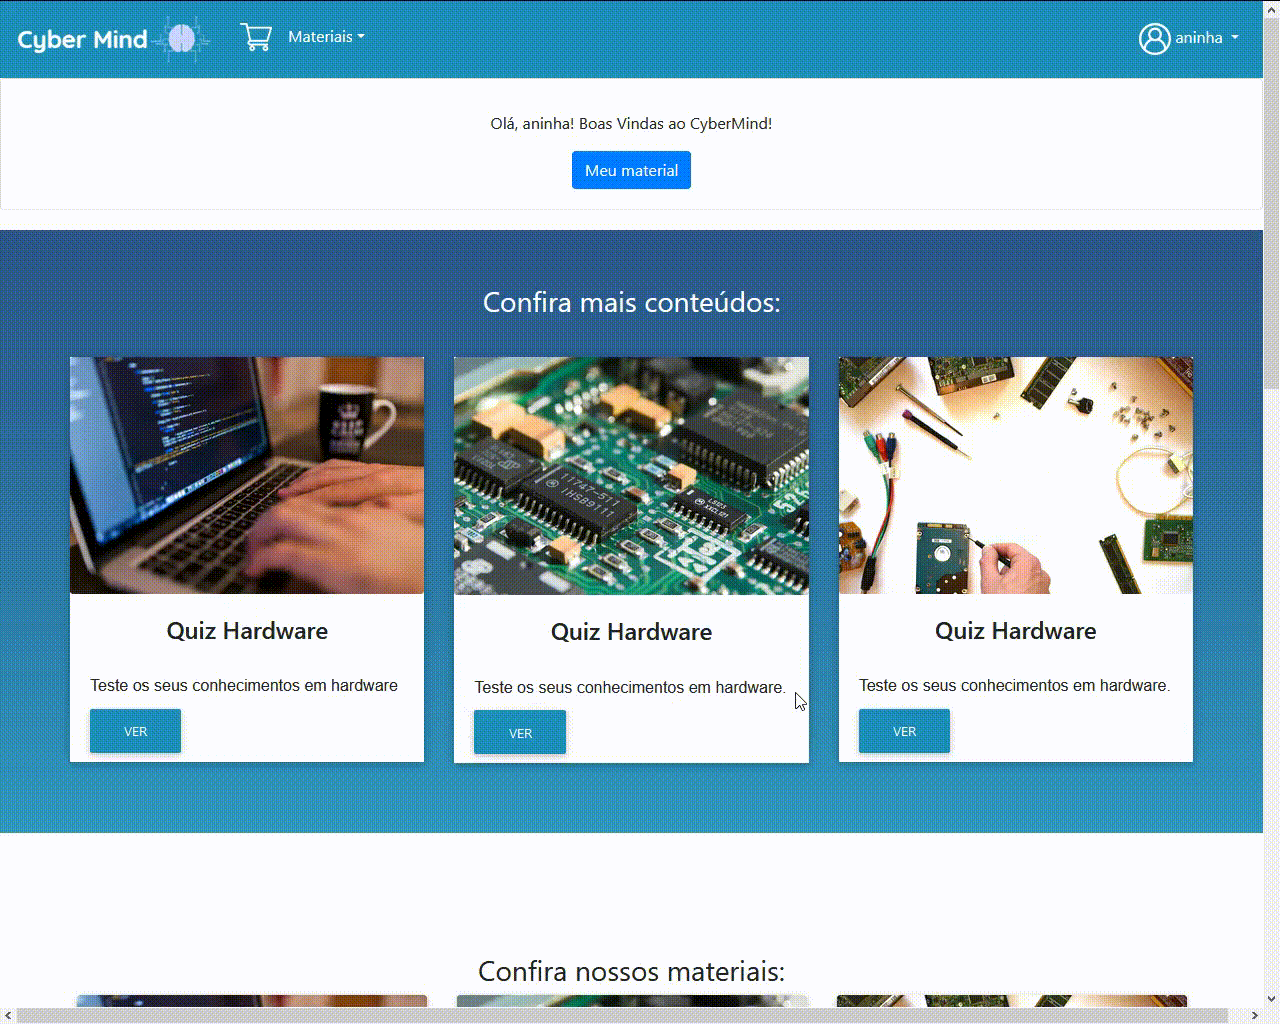 Cyber Mind
Materiais
aninha
Olá, aninha! Boas Vindas ao CyberMind!
Meu material
Confira mais conteúdos:
Quiz Hardware
Teste os seus conhecimentos em hardware
VER
Quiz Hardware
Teste os seus conhecimentos em hardware.
VER
Quiz Hardware
Teste os seus conhecimentos em hardware.
VER
Confira nossos materiais: